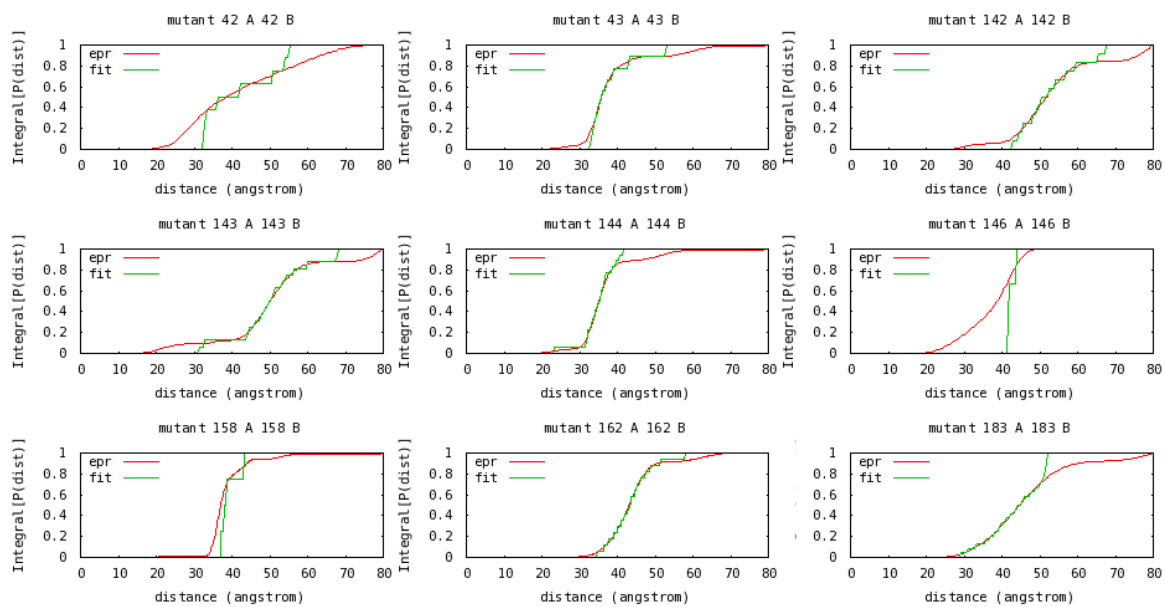 mutant 42 A 42 B
mutant 43 A 43 B
mutant 142 A 142 B
Integral[P(dist)]
1
0.8
0.6
0.4
0.2
0
epr
fit
0 10 20 30 40 50 60 70 80
distance (angstrom)
Integral[P(dist)]
1
0.8
0.6
0.4
0.2
0
epr
fit
0 10 20 30 40 50 60 70 80
distance (angstrom)
Integral[P(dist)]
1
0.8
0.6
0.4
0.2
0
epr
fit
0 10 20 30 40 50 60 70 80
distance (angstrom)
mutant 143 A 143 B
mutant 144 A 144 B
mutant 146 A 146 B
Integral[P(dist)]
1
0.8
0.6
0.4
0.2
0
epr
fit
0 10 20 30 40 50 60 70 80
distance (angstrom)
Integral[P(dist)]
1
0.8
0.6
0.4
0.2
0
epr
fit
0 10 20 30 40 50 60 70 80
distance (angstrom)
Integral[P(dist)]
1
0.8
0.6
0.4
0.2
0
epr
fit
0 10 20 30 40 50 60 70 80
distance (angstrom)
mutant 158 A 158 B
mutant 162 A 162 B
mutant 183 A 183 B
Integral[P(dist)]
1
0.8
0.6
0.4
0.2
0
epr
fit
0 10 20 30 40 50 60 70 80
distance (angstrom)
Integral[P(dist)]
1
0.8
0.6
0.4
0.2
0
epr
fit
0 10 20 30 40 50 60 70 80
distance (angstrom)
Integral[P(dist)]
1
0.8
0.6
0.4
0.2
0
epr
fit
0 10 20 30 40 50 60 70 80
distance (angstrom)